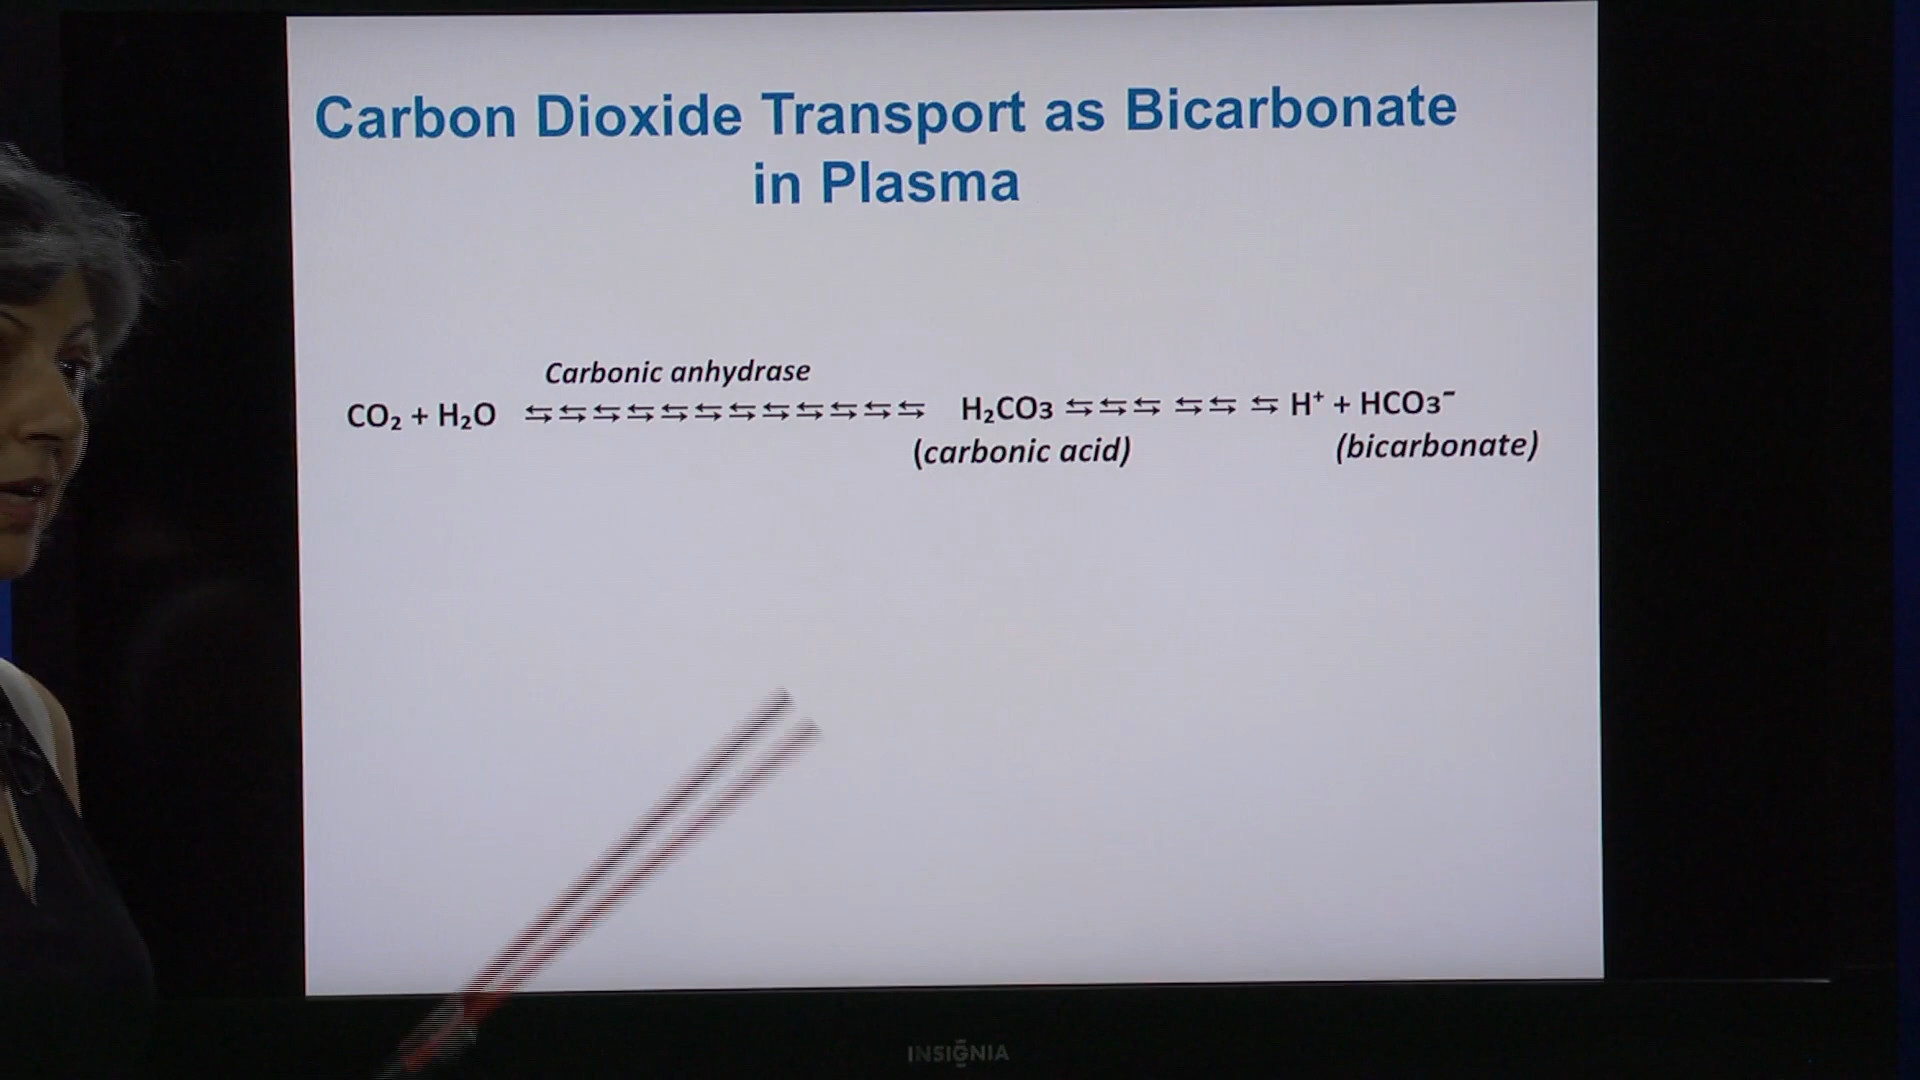 Carbon Dioxide Transport as Bicarbonate
in Plasma
Carbonic anhydrase
CO₂ + H₂O ⇆⇆⇆⇆⇆⇆⇆⇆⇆⇆⇆⇆ H₂CO3 ⇆⇆⇆ ⇆⇆ ⇆ H⁺ + HCO3⁻
(carbonic acid) (bicarbonate)
INSIGNIA